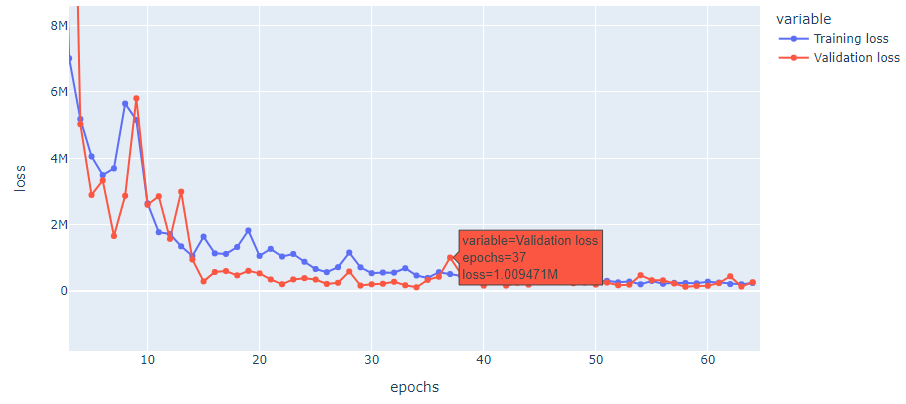 variable
Training loss
Validation loss
8M
6M
4M
2M
0
loss
variable=Validation loss
epochs=37
loss=1.009471M
10
20
30
40
50
60
epochs